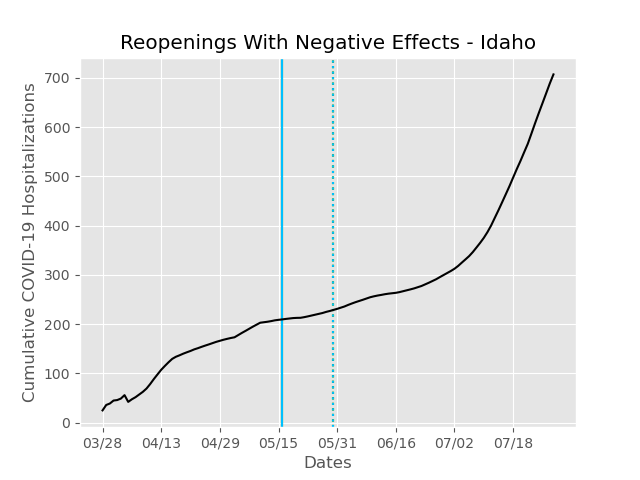 Reopenings With Negative Effects - Idaho
Cumulative COVID-19 Hospitalizations
700
600
500
400
300
200
100
0
03/28 04/13 04/29 05/15 05/31 06/16 07/02 07/18
Dates